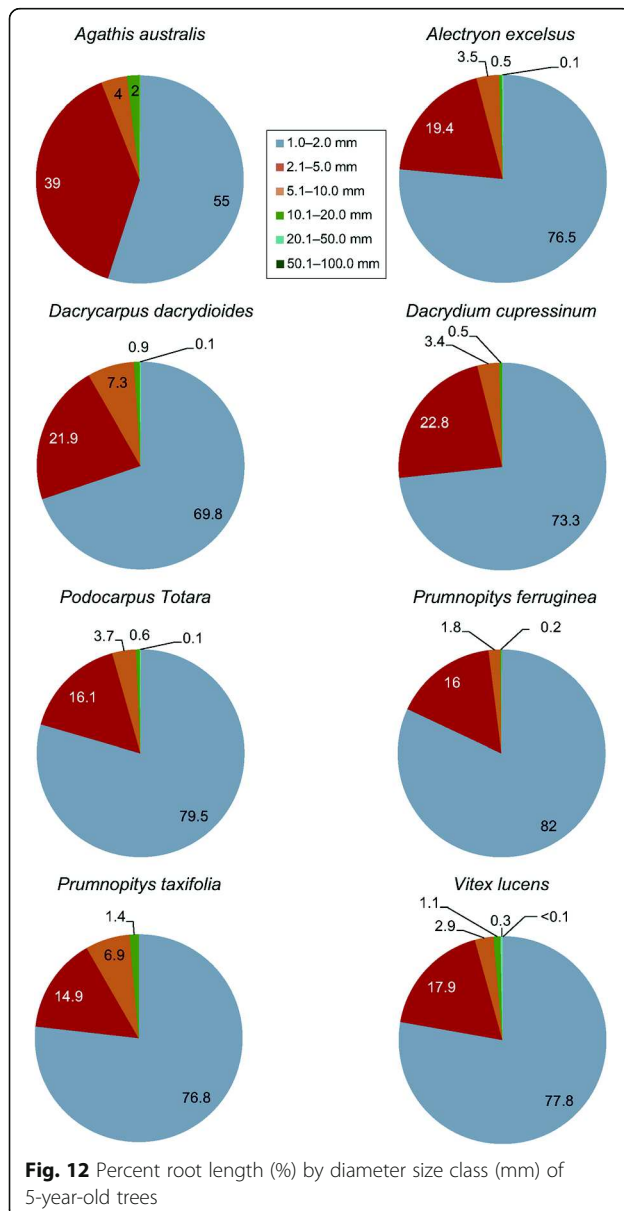 Agathis australis
4
2
39
55
Alectryon excelsus
3.5
0.5
0.1
19.4
76.5
1.0–2.0 mm
2.1–5.0 mm
5.1–10.0 mm
10.1–20.0 mm
20.1–50.0 mm
50.1–100.0 mm
Dacrycarpus dacrydioides
0.9
0.1
7.3
21.9
69.8
Dacrydium cupressinum
0.5
3.4
22.8
73.3
Podocarpus Totara
3.7
0.6
0.1
16.1
79.5
Prumnopitys ferruginea
1.8
0.2
16
82
Prumnopitys taxifolia
1.4
6.9
14.9
76.8
Vitex lucens
1.1
0.3
<0.1
2.9
17.9
77.8
Fig. 12 Percent root length (%) by diameter size class (mm) of
5-year-old trees